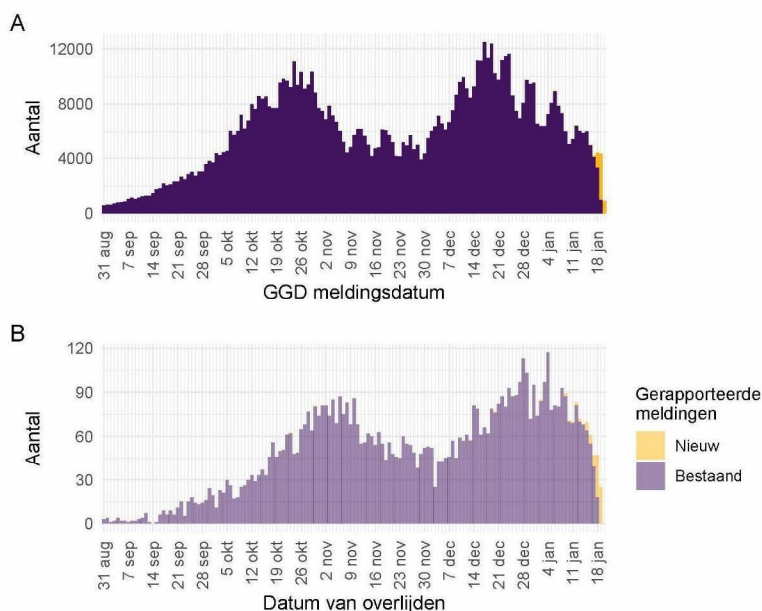 A
12000
8000
4000
0
Aantal
31 aug
7 sep
14 sep
21 sep
28 sep
5 okt
12 okt
19 okt
26 okt
2 nov
9 nov
16 nov
23 nov
30 nov
7 dec
14 dec
21 dec
28 dec
4 jan
11 jan
18 jan
GGD meldingsdatum
B
120
90
60
30
0
Aantal
31 aug
7 sep
14 sep
21 sep
28 sep
5 okt
12 okt
19 okt
26 okt
2 nov
9 nov
16 nov
23 nov
30 nov
7 dec
14 dec
21 dec
28 dec
4 jan
11 jan
18 jan
Datum van overlijden
Gerapporteerde
meldingen
Nieuw
Bestaand